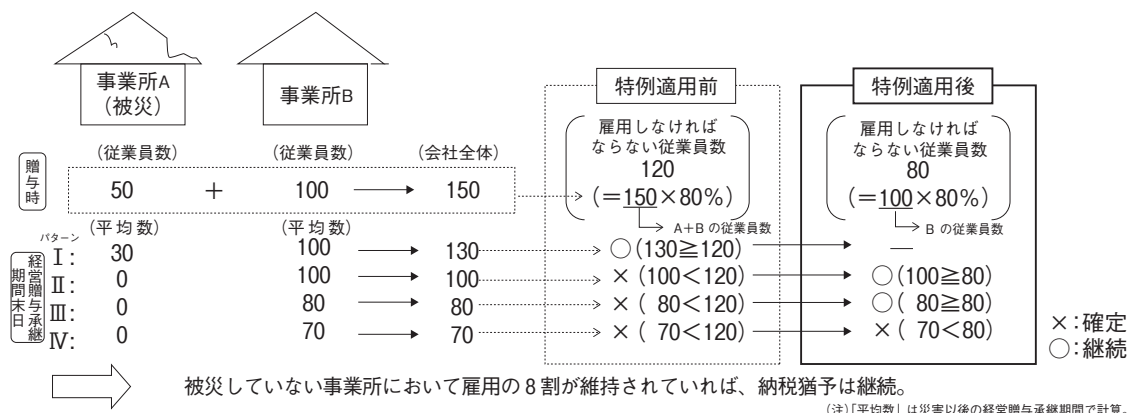 事業所A
(被災)
事業所B
特例適用前
特例適用後
雇用しなければ
ならない従業員数
120
(=150×80%)
A+B の従業員数
雇用しなければ
ならない従業員数
80
(=100×80%)
B の従業員数
(従業員数) (従業員数) (会社全体)
贈与時
50 + 100 150
(平均数) (平均数)
パターン
経営贈与承継期間末日
Ⅰ: 30 100 130 ○(130≧120) —
Ⅱ: 0 100 100 ×(100<120) ○(100≧80)
Ⅲ: 0 80 80 ×( 80<120) ○( 80≧80)
Ⅳ: 0 70 70 ×( 70<120) ×( 70<80)
×:確定
○:継続
被災していない事業所において雇用の8割が維持されていれば、納税猶予は継続。
(注)「平均数」は災害以後の経営贈与承継期間で計算。